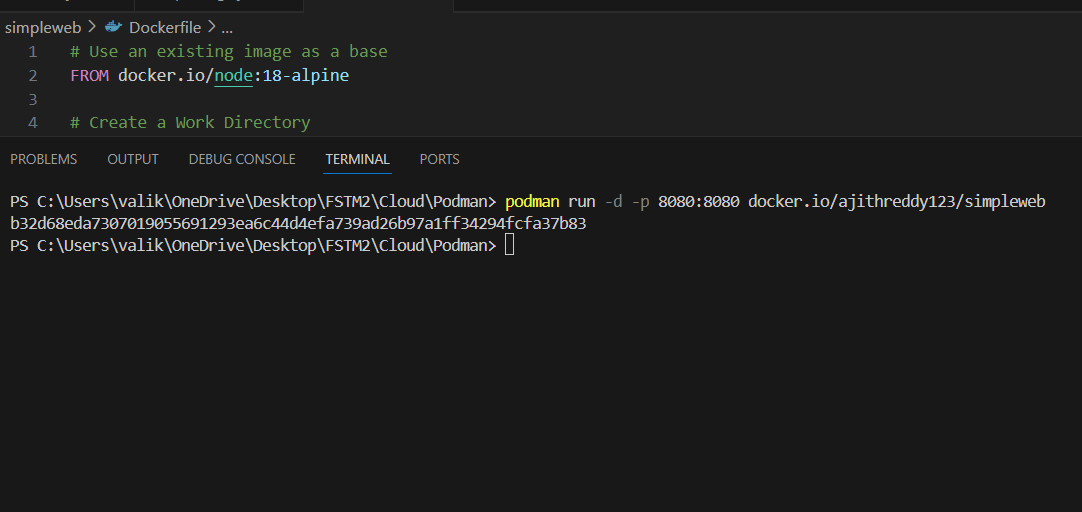 simpleweb > Dockerfile > ...
1 # Use an existing image as a base
2 FROM docker.io/node:18-alpine
3
4 # Create a Work Directory
PROBLEMS OUTPUT DEBUG CONSOLE TERMINAL PORTS
PS C:\Users\valik\OneDrive\Desktop\FSTM2\Cloud\Podman> podman run -d -p 8080:8080 docker.io/ajithreddy123/simpleweb
b32d68eda7307019055691293ea6c44d4efa739ad26b97a1ff34294fcfa37b83
PS C:\Users\valik\OneDrive\Desktop\FSTM2\Cloud\Podman>